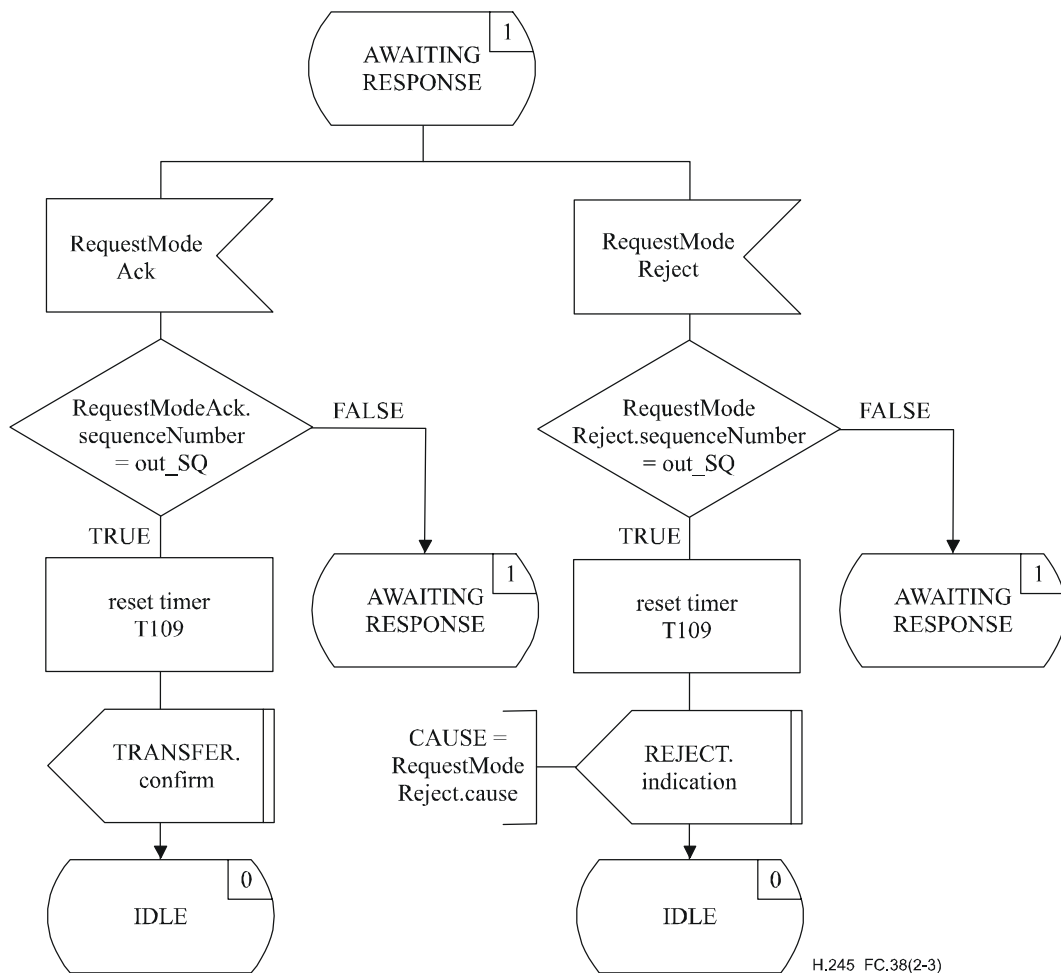 1
AWAITING
RESPONSE
RequestMode
Ack
RequestMode
Reject
RequestModeAck.
sequenceNumber
= out_SQ
FALSE
RequestMode
Reject.sequenceNumber
= out_SQ
FALSE
TRUE
TRUE
reset timer
T109
1
AWAITING
RESPONSE
reset timer
T109
1
AWAITING
RESPONSE
TRANSFER.
confirm
CAUSE =
RequestMode
Reject.cause
REJECT.
indication
0
IDLE
0
IDLE
H.245_FC.38(2-3)